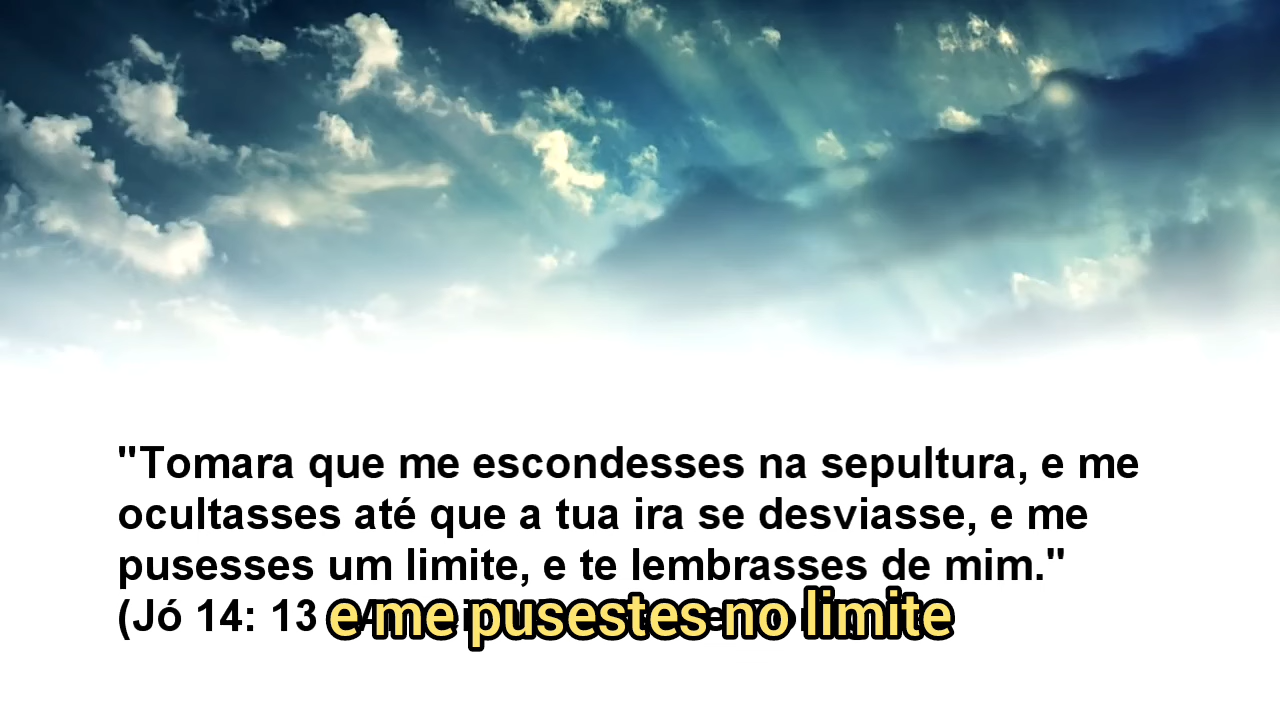 "Tomara que me escondesses na sepultura, e me
ocultasses até que a tua ira se desviasse, e me
pusesses um limite, e te lembrasses de mim."
(Jó 14: 13
e me pusestes no limite